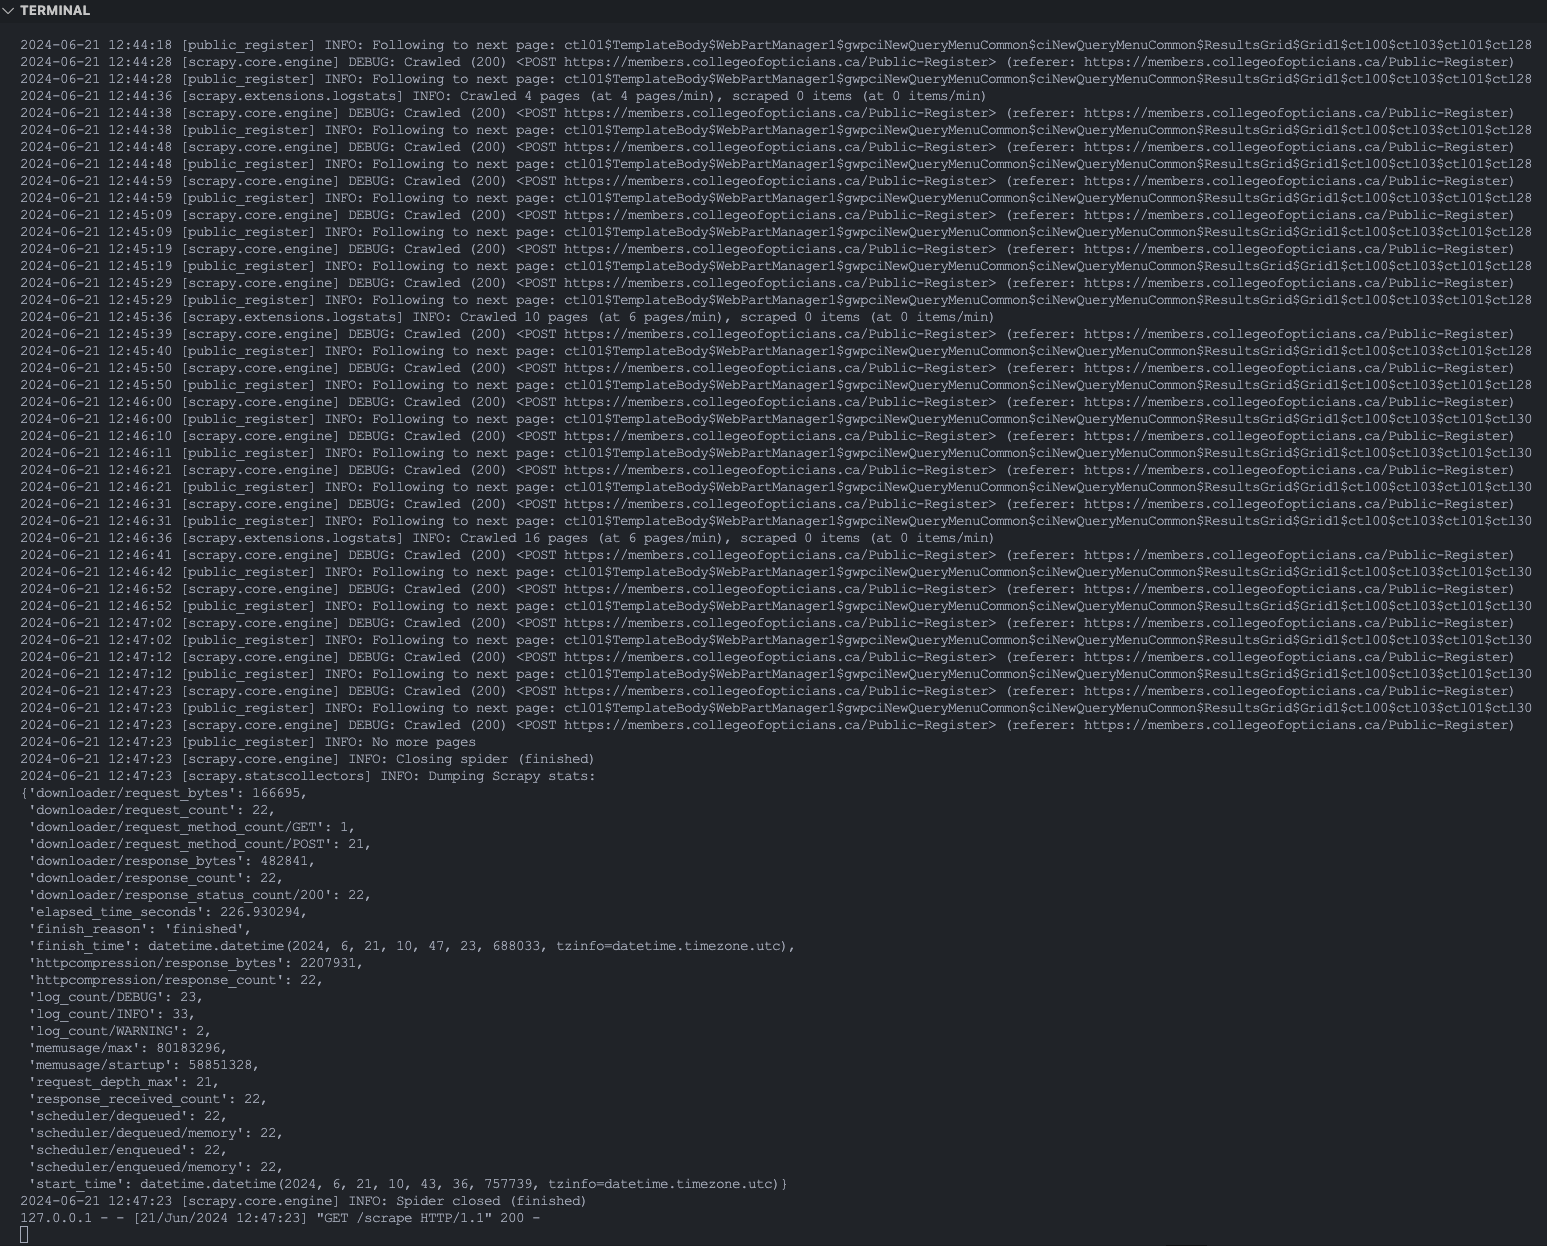 TERMINAL
2024-06-21 12:44:18 [public_register] INFO: Following to next page: ctl01$TemplateBody$WebPartManager1$gwpciNewQueryMenuCommon$ciNewQueryMenuCommon$ResultsGrid$Grid1$ctl00$ctl03$ctl01$ctl28
2024-06-21 12:44:28 [scrapy.core.engine] DEBUG: Crawled (200) <POST https://members.collegeofopticians.ca/Public-Register> (referer: https://members.collegeofopticians.ca/Public-Register)
2024-06-21 12:44:28 [public_register] INFO: Following to next page: ctl01$TemplateBody$WebPartManager1$gwpciNewQueryMenuCommon$ciNewQueryMenuCommon$ResultsGrid$Grid1$ctl00$ctl03$ctl01$ctl28
2024-06-21 12:44:36 [scrapy.extensions.logstats] INFO: Crawled 4 pages (at 4 pages/min), scraped 0 items (at 0 items/min)
2024-06-21 12:44:38 [scrapy.core.engine] DEBUG: Crawled (200) <POST https://members.collegeofopticians.ca/Public-Register> (referer: https://members.collegeofopticians.ca/Public-Register)
2024-06-21 12:44:38 [public_register] INFO: Following to next page: ctl01$TemplateBody$WebPartManager1$gwpciNewQueryMenuCommon$ciNewQueryMenuCommon$ResultsGrid$Grid1$ctl00$ctl03$ctl01$ctl28
2024-06-21 12:44:48 [scrapy.core.engine] DEBUG: Crawled (200) <POST https://members.collegeofopticians.ca/Public-Register> (referer: https://members.collegeofopticians.ca/Public-Register)
2024-06-21 12:44:48 [public_register] INFO: Following to next page: ctl01$TemplateBody$WebPartManager1$gwpciNewQueryMenuCommon$ciNewQueryMenuCommon$ResultsGrid$Grid1$ctl00$ctl03$ctl01$ctl28
2024-06-21 12:44:59 [scrapy.core.engine] DEBUG: Crawled (200) <POST https://members.collegeofopticians.ca/Public-Register> (referer: https://members.collegeofopticians.ca/Public-Register)
2024-06-21 12:44:59 [public_register] INFO: Following to next page: ctl01$TemplateBody$WebPartManager1$gwpciNewQueryMenuCommon$ciNewQueryMenuCommon$ResultsGrid$Grid1$ctl00$ctl03$ctl01$ctl28
2024-06-21 12:45:09 [scrapy.core.engine] DEBUG: Crawled (200) <POST https://members.collegeofopticians.ca/Public-Register> (referer: https://members.collegeofopticians.ca/Public-Register)
2024-06-21 12:45:09 [public_register] INFO: Following to next page: ctl01$TemplateBody$WebPartManager1$gwpciNewQueryMenuCommon$ciNewQueryMenuCommon$ResultsGrid$Grid1$ctl00$ctl03$ctl01$ctl28
2024-06-21 12:45:19 [scrapy.core.engine] DEBUG: Crawled (200) <POST https://members.collegeofopticians.ca/Public-Register> (referer: https://members.collegeofopticians.ca/Public-Register)
2024-06-21 12:45:19 [public_register] INFO: Following to next page: ctl01$TemplateBody$WebPartManager1$gwpciNewQueryMenuCommon$ciNewQueryMenuCommon$ResultsGrid$Grid1$ctl00$ctl03$ctl01$ctl28
2024-06-21 12:45:29 [scrapy.core.engine] DEBUG: Crawled (200) <POST https://members.collegeofopticians.ca/Public-Register> (referer: https://members.collegeofopticians.ca/Public-Register)
2024-06-21 12:45:29 [public_register] INFO: Following to next page: ctl01$TemplateBody$WebPartManager1$gwpciNewQueryMenuCommon$ciNewQueryMenuCommon$ResultsGrid$Grid1$ctl00$ctl03$ctl01$ctl28
2024-06-21 12:45:36 [scrapy.extensions.logstats] INFO: Crawled 10 pages (at 6 pages/min), scraped 0 items (at 0 items/min)
2024-06-21 12:45:39 [scrapy.core.engine] DEBUG: Crawled (200) <POST https://members.collegeofopticians.ca/Public-Register> (referer: https://members.collegeofopticians.ca/Public-Register)
2024-06-21 12:45:40 [public_register] INFO: Following to next page: ctl01$TemplateBody$WebPartManager1$gwpciNewQueryMenuCommon$ciNewQueryMenuCommon$ResultsGrid$Grid1$ctl00$ctl03$ctl01$ctl28
2024-06-21 12:45:50 [scrapy.core.engine] DEBUG: Crawled (200) <POST https://members.collegeofopticians.ca/Public-Register> (referer: https://members.collegeofopticians.ca/Public-Register)
2024-06-21 12:45:50 [public_register] INFO: Following to next page: ctl01$TemplateBody$WebPartManager1$gwpciNewQueryMenuCommon$ciNewQueryMenuCommon$ResultsGrid$Grid1$ctl00$ctl03$ctl01$ctl28
2024-06-21 12:46:00 [scrapy.core.engine] DEBUG: Crawled (200) <POST https://members.collegeofopticians.ca/Public-Register> (referer: https://members.collegeofopticians.ca/Public-Register)
2024-06-21 12:46:00 [public_register] INFO: Following to next page: ctl01$TemplateBody$WebPartManager1$gwpciNewQueryMenuCommon$ciNewQueryMenuCommon$ResultsGrid$Grid1$ctl00$ctl03$ctl01$ctl30
2024-06-21 12:46:10 [scrapy.core.engine] DEBUG: Crawled (200) <POST https://members.collegeofopticians.ca/Public-Register> (referer: https://members.collegeofopticians.ca/Public-Register)
2024-06-21 12:46:11 [public_register] INFO: Following to next page: ctl01$TemplateBody$WebPartManager1$gwpciNewQueryMenuCommon$ciNewQueryMenuCommon$ResultsGrid$Grid1$ctl00$ctl03$ctl01$ctl30
2024-06-21 12:46:21 [scrapy.core.engine] DEBUG: Crawled (200) <POST https://members.collegeofopticians.ca/Public-Register> (referer: https://members.collegeofopticians.ca/Public-Register)
2024-06-21 12:46:21 [public_register] INFO: Following to next page: ctl01$TemplateBody$WebPartManager1$gwpciNewQueryMenuCommon$ciNewQueryMenuCommon$ResultsGrid$Grid1$ctl00$ctl03$ctl01$ctl30
2024-06-21 12:46:31 [scrapy.core.engine] DEBUG: Crawled (200) <POST https://members.collegeofopticians.ca/Public-Register> (referer: https://members.collegeofopticians.ca/Public-Register)
2024-06-21 12:46:31 [public_register] INFO: Following to next page: ctl01$TemplateBody$WebPartManager1$gwpciNewQueryMenuCommon$ciNewQueryMenuCommon$ResultsGrid$Grid1$ctl00$ctl03$ctl01$ctl30
2024-06-21 12:46:36 [scrapy.extensions.logstats] INFO: Crawled 16 pages (at 6 pages/min), scraped 0 items (at 0 items/min)
2024-06-21 12:46:41 [scrapy.core.engine] DEBUG: Crawled (200) <POST https://members.collegeofopticians.ca/Public-Register> (referer: https://members.collegeofopticians.ca/Public-Register)
2024-06-21 12:46:42 [public_register] INFO: Following to next page: ctl01$TemplateBody$WebPartManager1$gwpciNewQueryMenuCommon$ciNewQueryMenuCommon$ResultsGrid$Grid1$ctl00$ctl03$ctl01$ctl30
2024-06-21 12:46:52 [scrapy.core.engine] DEBUG: Crawled (200) <POST https://members.collegeofopticians.ca/Public-Register> (referer: https://members.collegeofopticians.ca/Public-Register)
2024-06-21 12:46:52 [public_register] INFO: Following to next page: ctl01$TemplateBody$WebPartManager1$gwpciNewQueryMenuCommon$ciNewQueryMenuCommon$ResultsGrid$Grid1$ctl00$ctl03$ctl01$ctl30
2024-06-21 12:47:02 [scrapy.core.engine] DEBUG: Crawled (200) <POST https://members.collegeofopticians.ca/Public-Register> (referer: https://members.collegeofopticians.ca/Public-Register)
2024-06-21 12:47:02 [public_register] INFO: Following to next page: ctl01$TemplateBody$WebPartManager1$gwpciNewQueryMenuCommon$ciNewQueryMenuCommon$ResultsGrid$Grid1$ctl00$ctl03$ctl01$ctl30
2024-06-21 12:47:12 [scrapy.core.engine] DEBUG: Crawled (200) <POST https://members.collegeofopticians.ca/Public-Register> (referer: https://members.collegeofopticians.ca/Public-Register)
2024-06-21 12:47:12 [public_register] INFO: Following to next page: ctl01$TemplateBody$WebPartManager1$gwpciNewQueryMenuCommon$ciNewQueryMenuCommon$ResultsGrid$Grid1$ctl00$ctl03$ctl01$ctl30
2024-06-21 12:47:23 [scrapy.core.engine] DEBUG: Crawled (200) <POST https://members.collegeofopticians.ca/Public-Register> (referer: https://members.collegeofopticians.ca/Public-Register)
2024-06-21 12:47:23 [public_register] INFO: Following to next page: ctl01$TemplateBody$WebPartManager1$gwpciNewQueryMenuCommon$ciNewQueryMenuCommon$ResultsGrid$Grid1$ctl00$ctl03$ctl01$ctl30
2024-06-21 12:47:23 [scrapy.core.engine] DEBUG: Crawled (200) <POST https://members.collegeofopticians.ca/Public-Register> (referer: https://members.collegeofopticians.ca/Public-Register)
2024-06-21 12:47:23 [public_register] INFO: No more pages
2024-06-21 12:47:23 [scrapy.core.engine] INFO: Closing spider (finished)
2024-06-21 12:47:23 [scrapy.statscollectors] INFO: Dumping Scrapy stats:
{'downloader/request_bytes': 166695,
'downloader/request_count': 22,
'downloader/request_method_count/GET': 1,
'downloader/request_method_count/POST': 21,
'downloader/response_bytes': 482841,
'downloader/response_count': 22,
'downloader/response_status_count/200': 22,
'elapsed_time_seconds': 226.930294,
'finish_reason': 'finished',
'finish_time': datetime.datetime(2024, 6, 21, 10, 47, 23, 688033, tzinfo=datetime.timezone.utc),
'httpcompression/response_bytes': 2207931,
'httpcompression/response_count': 22,
'log_count/DEBUG': 23,
'log_count/INFO': 33,
'log_count/WARNING': 2,
'memusage/max': 80183296,
'memusage/startup': 58851328,
'request_depth_max': 21,
'response_received_count': 22,
'scheduler/dequeued': 22,
'scheduler/dequeued/memory': 22,
'scheduler/enqueued': 22,
'scheduler/enqueued/memory': 22,
'start_time': datetime.datetime(2024, 6, 21, 10, 43, 36, 757739, tzinfo=datetime.timezone.utc)}
2024-06-21 12:47:23 [scrapy.core.engine] INFO: Spider closed (finished)
127.0.0.1 - - [21/Jun/2024 12:47:23] "GET /scrape HTTP/1.1" 200 -